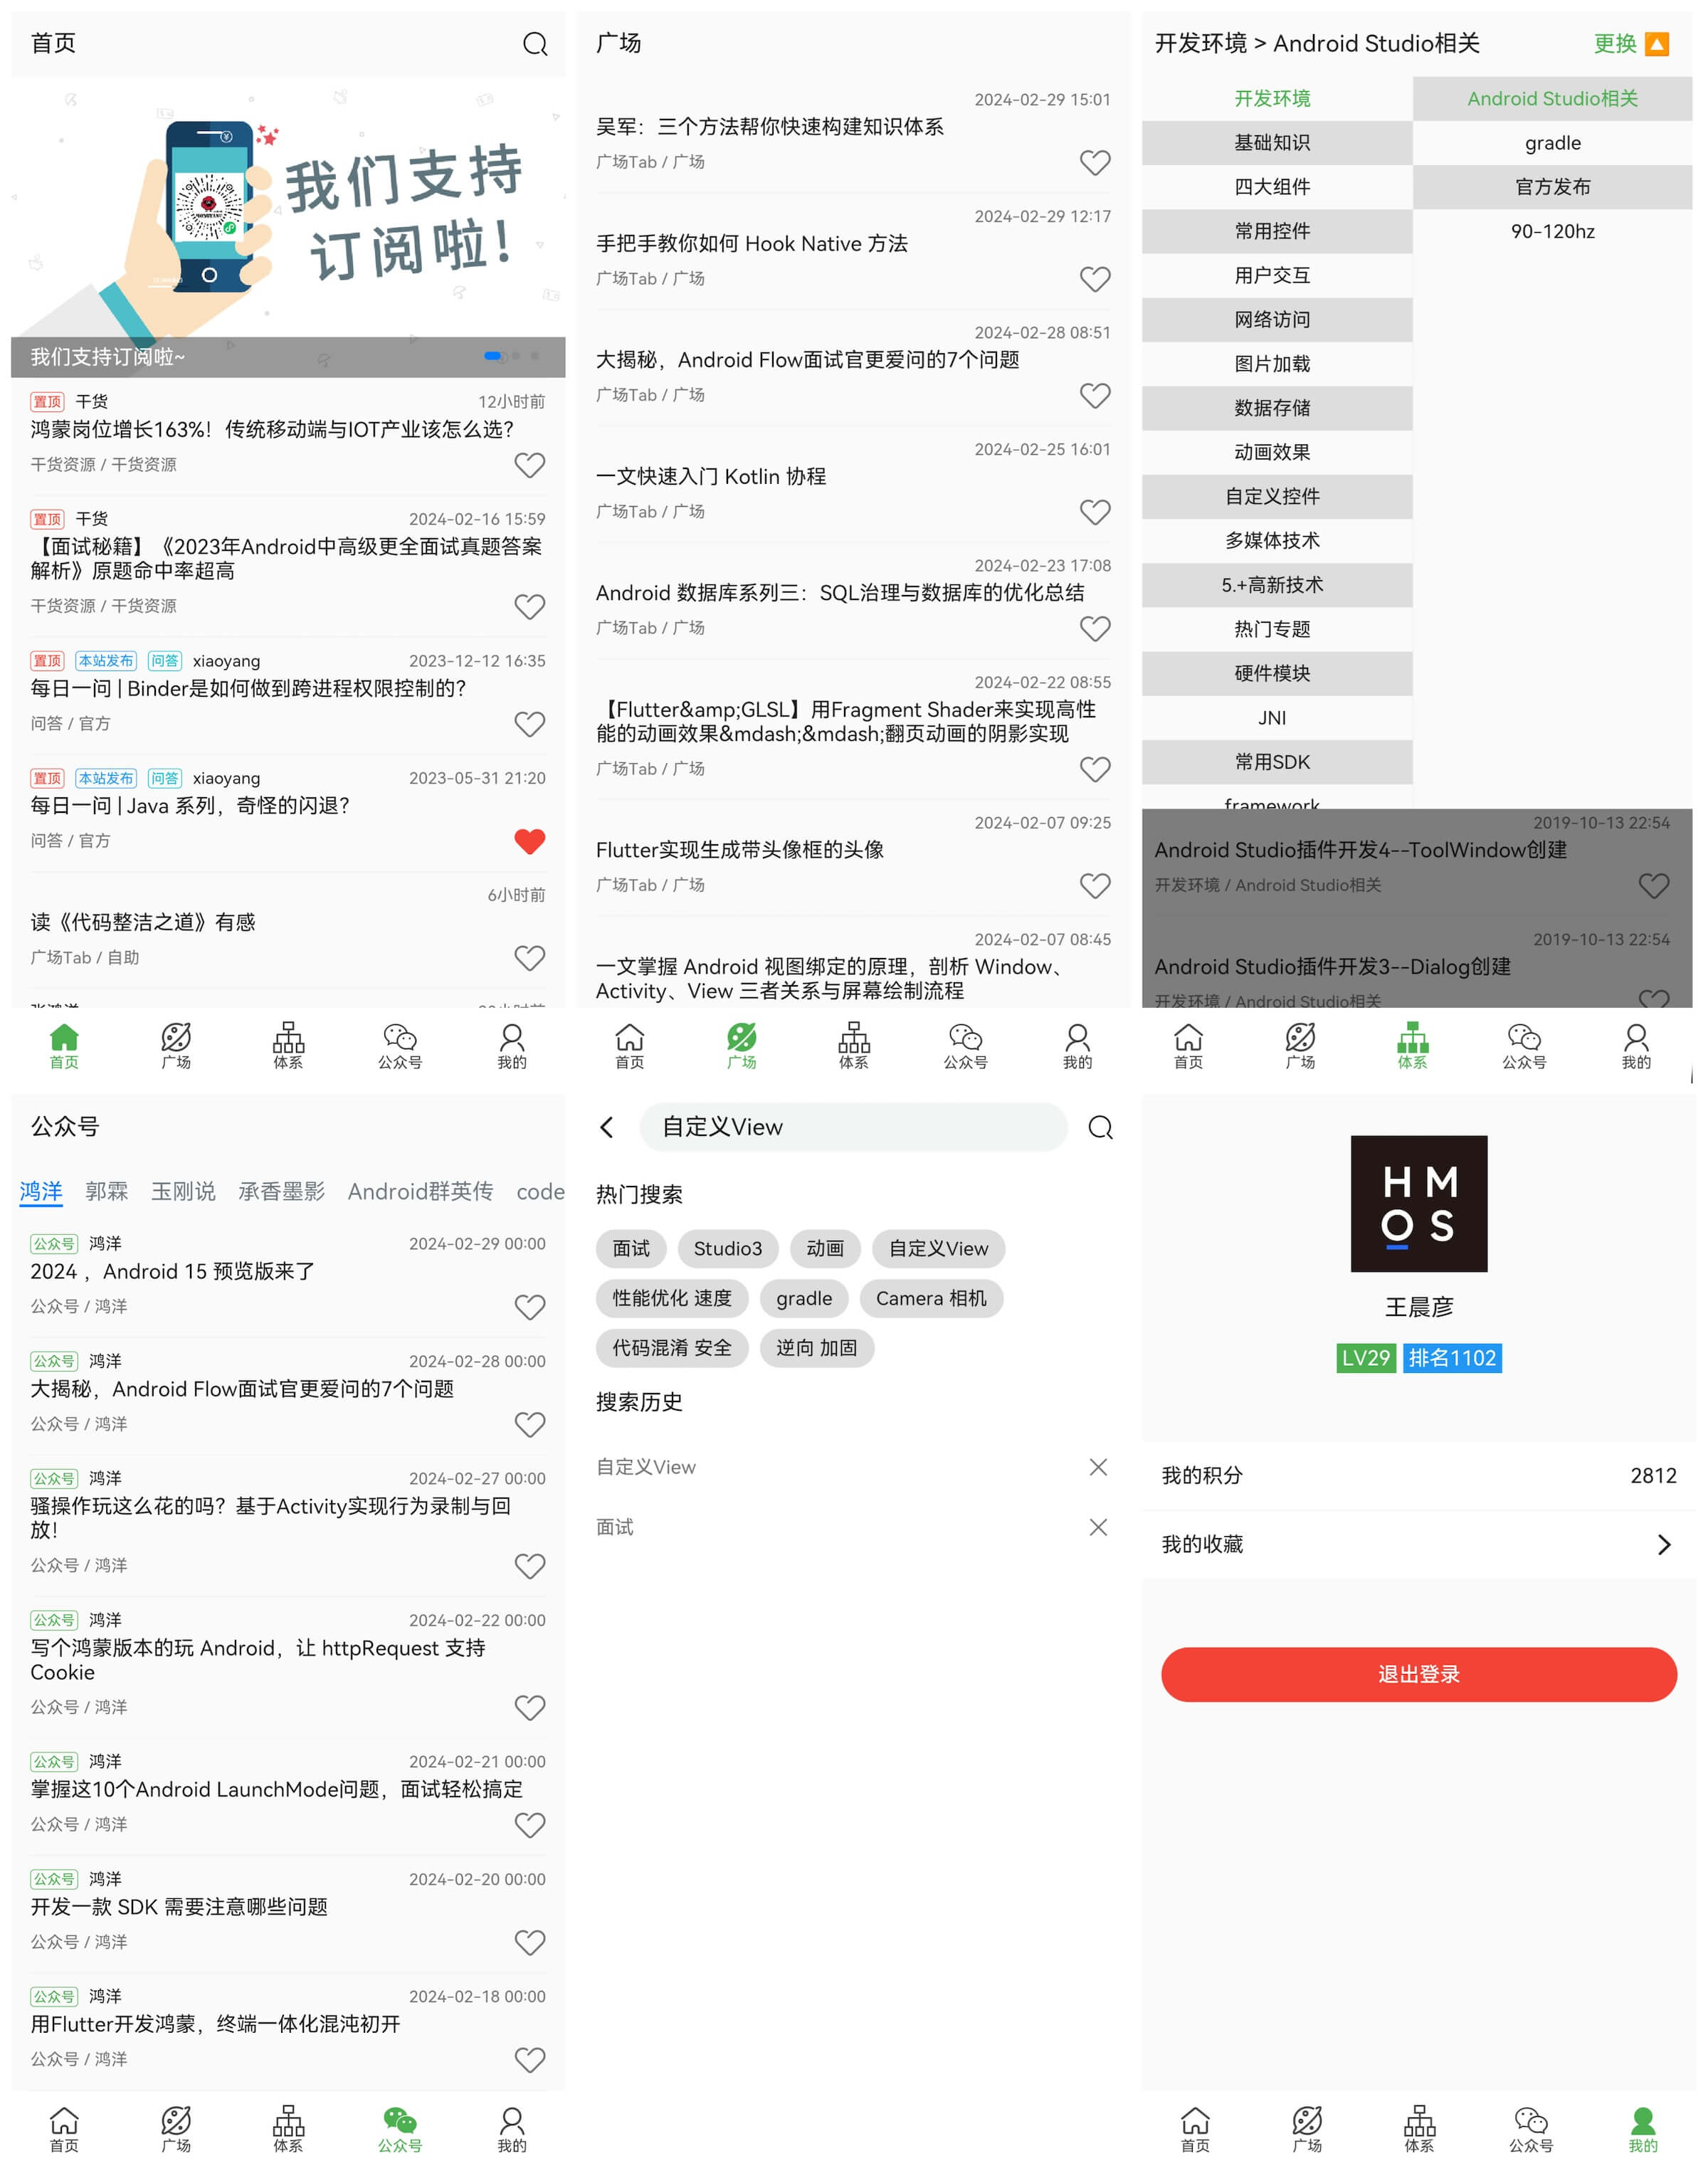 首页
我们支持
订阅啦!
我们支持订阅啦~
置顶 干货 12小时前
鸿蒙岗位增长163%！传统移动端与IOT产业该怎么选？
干货资源 / 干货资源
置顶 干货 2024-02-16 15:59
【面试秘籍】《2023年Android中高级更全面试真题答案
解析》原题命中率超高
干货资源 / 干货资源
置顶 本站发布 问答 xiaoyang 2023-12-12 16:35
每日一问 | Binder是如何做到跨进程权限控制的？
问答 / 官方
置顶 本站发布 问答 xiaoyang 2023-05-31 21:20
每日一问 | Java 系列，奇怪的闪退？
问答 / 官方
6小时前
读《代码整洁之道》有感
广场Tab / 自助
首页 广场 体系 公众号 我的
广场
2024-02-29 15:01
吴军：三个方法帮你快速构建知识体系
广场Tab / 广场
2024-02-29 12:17
手把手教你如何 Hook Native 方法
广场Tab / 广场
2024-02-28 08:51
大揭秘，Android Flow面试官更爱问的7个问题
广场Tab / 广场
2024-02-25 16:01
一文快速入门 Kotlin 协程
广场Tab / 广场
2024-02-23 17:08
Android 数据库系列三：SQL治理与数据库的优化总结
广场Tab / 广场
2024-02-22 08:55
【Flutter&amp;GLSL】用Fragment Shader来实现高性
能的动画效果&mdash;&mdash;翻页动画的阴影实现
广场Tab / 广场
2024-02-07 09:25
Flutter实现生成带头像框的头像
广场Tab / 广场
2024-02-07 08:45
一文掌握 Android 视图绑定的原理，剖析 Window、
Activity、View 三者关系与屏幕绘制流程
首页 广场 体系 公众号 我的
开发环境 > Android Studio相关 更换
开发环境 Android Studio相关
基础知识 gradle
四大组件 官方发布
常用控件 90-120hz
用户交互
网络访问
图片加载
数据存储
动画效果
自定义控件
多媒体技术
5.+高新技术
热门专题
硬件模块
JNI
常用SDK
framework
2019-10-13 22:54
Android Studio插件开发4--ToolWindow创建
开发环境 / Android Studio相关
2019-10-13 22:54
Android Studio插件开发3--Dialog创建
开发环境 / Android Studio相关
首页 广场 体系 公众号 我的
公众号
鸿洋 郭霖 玉刚说 承香墨影 Android群英传 code
公众号 鸿洋 2024-02-29 00:00
2024 ，Android 15 预览版来了
公众号 / 鸿洋
公众号 鸿洋 2024-02-28 00:00
大揭秘，Android Flow面试官更爱问的7个问题
公众号 / 鸿洋
公众号 鸿洋 2024-02-27 00:00
骚操作玩这么花的吗？基于Activity实现行为录制与回
放！
公众号 / 鸿洋
公众号 鸿洋 2024-02-22 00:00
写个鸿蒙版本的玩 Android，让 httpRequest 支持
Cookie
公众号 / 鸿洋
公众号 鸿洋 2024-02-21 00:00
掌握这10个Android LaunchMode问题，面试轻松搞定
公众号 / 鸿洋
公众号 鸿洋 2024-02-20 00:00
开发一款 SDK 需要注意哪些问题
公众号 / 鸿洋
公众号 鸿洋 2024-02-18 00:00
用Flutter开发鸿蒙，终端一体化混沌初开
公众号 / 鸿洋
首页 广场 体系 公众号 我的
自定义View
热门搜索
面试 Studio3 动画 自定义View
性能优化 速度 gradle Camera 相机
代码混淆 安全 逆向 加固
搜索历史
自定义View
面试
HM
OS
王晨彦
LV29 排名1102
我的积分 2812
我的收藏
退出登录
首页 广场 体系 公众号 我的